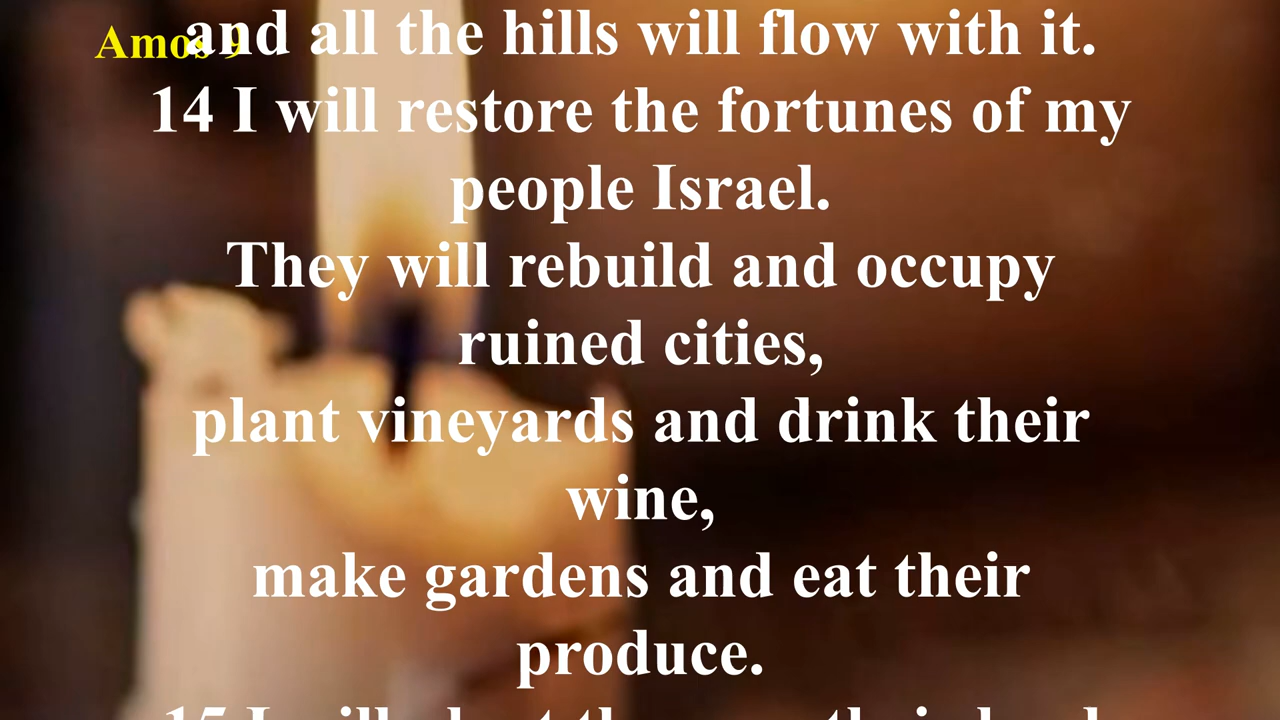 Amos 9
and all the hills will flow with it.
14 I will restore the fortunes of my
people Israel.
They will rebuild and occupy
ruined cities,
plant vineyards and drink their
wine,
make gardens and eat their
produce.